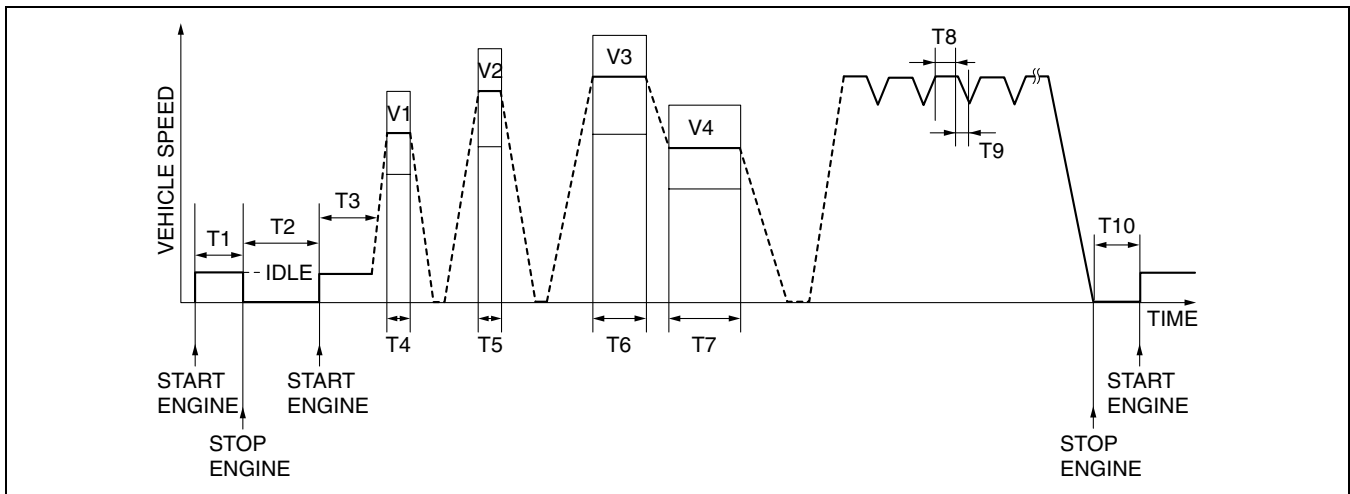 VEHICLE SPEED
T1
T2
IDLE
T3
V1
V2
V3
V4
T8
T9
T10
TIME
T4
T5
T6
T7
START
ENGINE
STOP
ENGINE
START
ENGINE
STOP
ENGINE
START
ENGINE